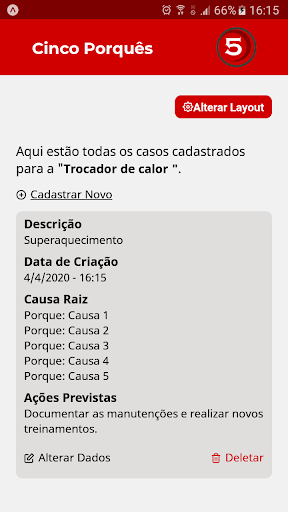 66% 16:15
Cinco Porquês
5
Alterar Layout
Aqui estão todas os casos cadastrados
para a "Trocador de calor ".
Cadastrar Novo
Descrição
Superaquecimento
Data de Criação
4/4/2020 - 16:15
Causa Raiz
Porque: Causa 1
Porque: Causa 2
Porque: Causa 3
Porque: Causa 4
Porque: Causa 5
Ações Previstas
Documentar as manutenções e realizar novos
treinamentos.
Alterar Dados Deletar